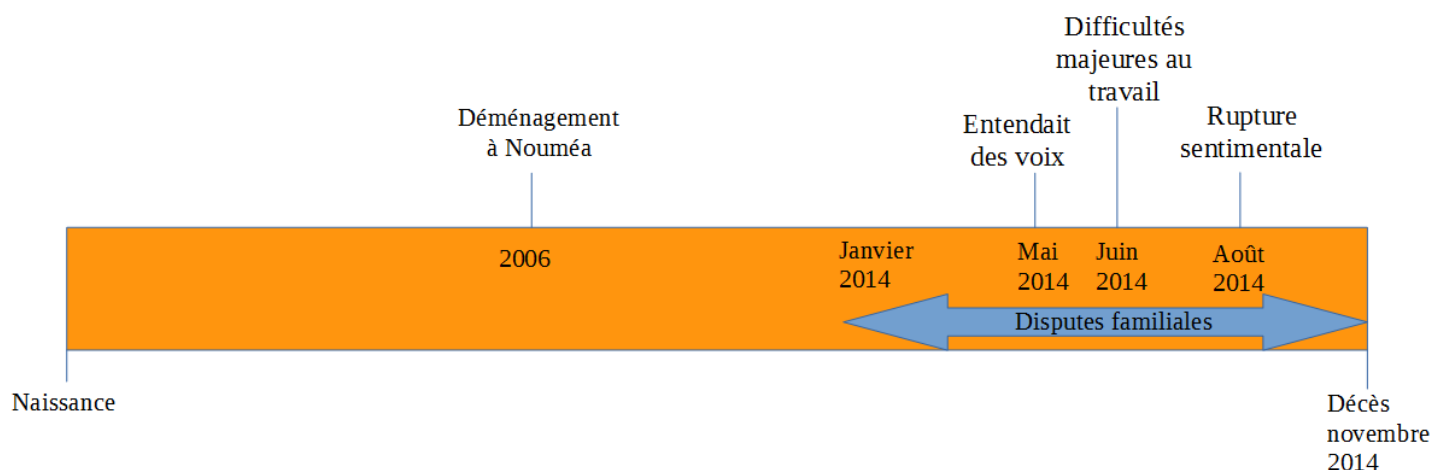 Difficultés
majeures au
travail
Déménagement
à Nouméa
Entendait
des voix
Rupture
sentimentale
2006
Janvier
2014
Mai
2014
Juin
2014
Août
2014
Disputes familiales
Naissance
Décès
novembre
2014